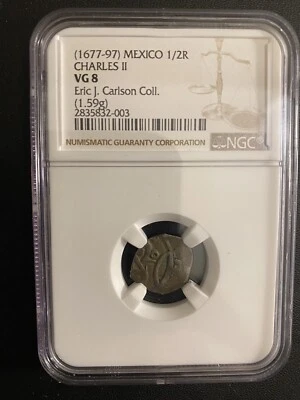 (1677-97) MEXICO 1/2R
CHARLES II
VG 8
Eric J. Carlson Coll.
(1.59g)
2835832-003
NUMISMATIC GUARANTY CORPORATION
NGC